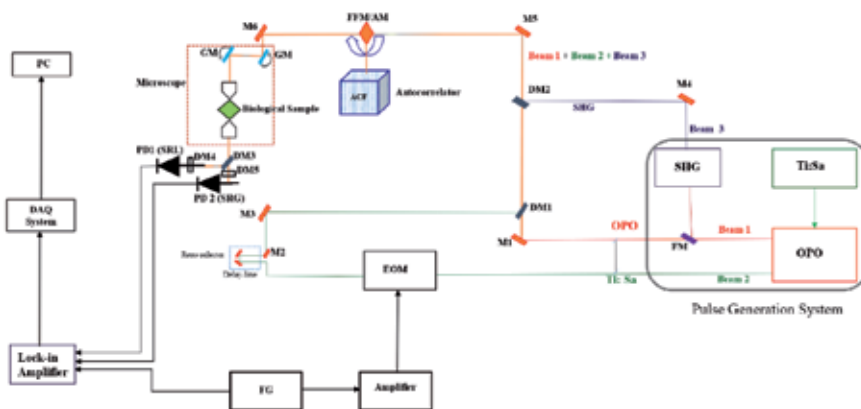 M6
FFM/AM
M5
GM
GM
Beam 1 + Beam 2 + Beam 3
PC
Microscope
ACF
Autocorrelator
DM2
M4
SHG
Biological Sample
Beam 3
PD1 (SRL)
DM4
DM3
DM5
SHG
Ti:Sa
PD 2 (SRG)
DAQ
System
M3
DM1
M1
OPO
FM
Beam 1
OPO
M2
Delay line
EOM
Ti: Sa
Beam 2
Pulse Generation System
Lock-in
Amplifier
FG
Amplifier